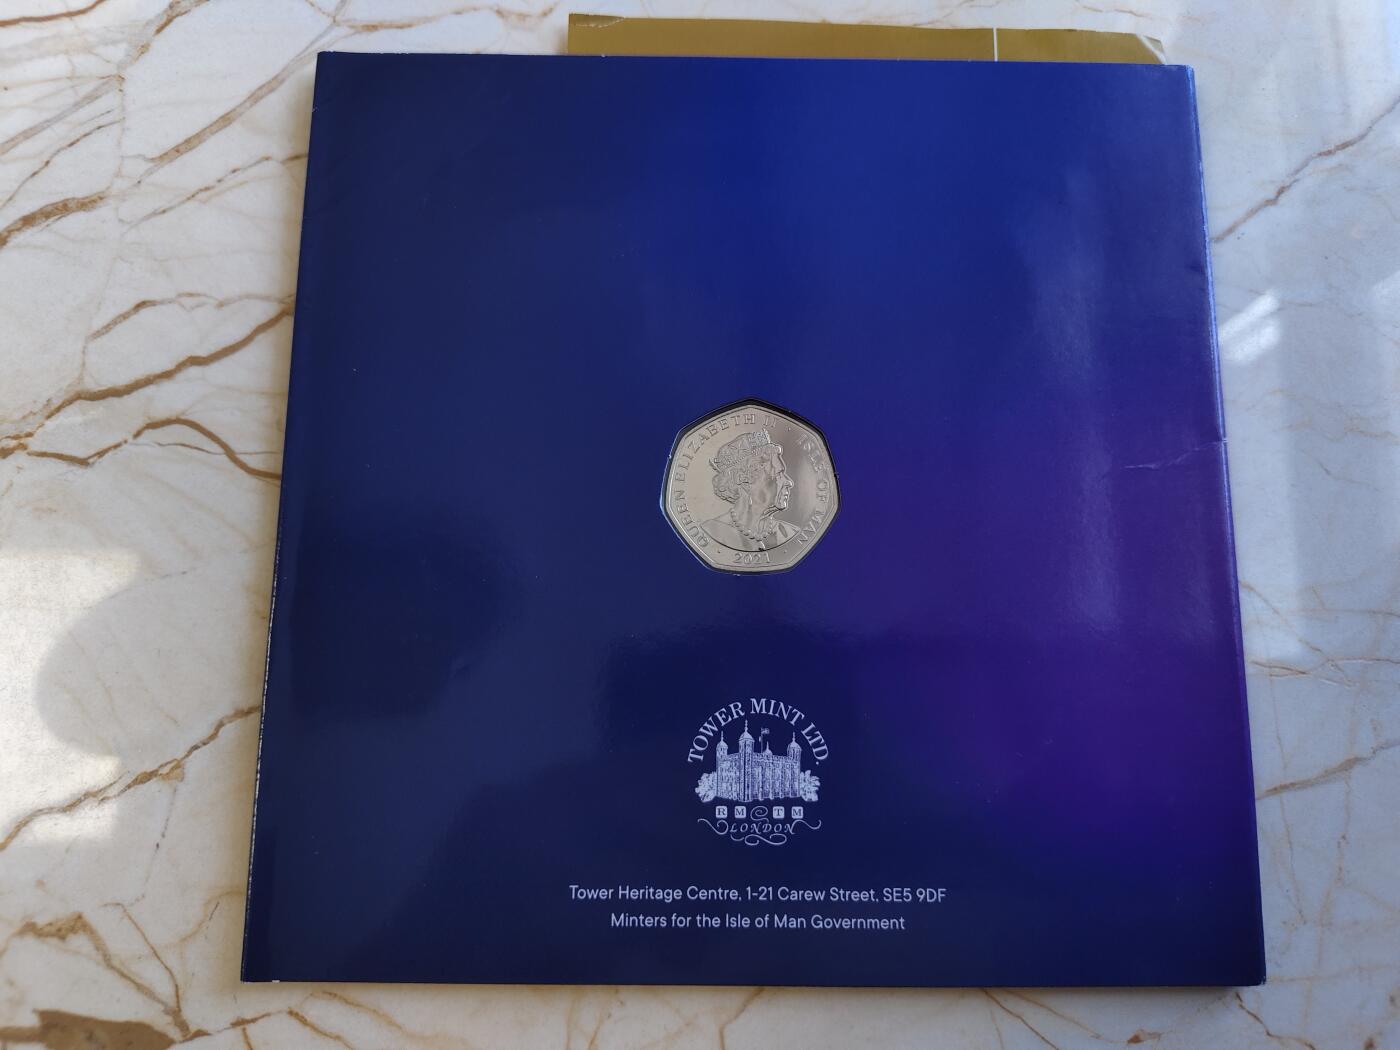 QUEEN ELIZABETH II · ISLE OF MAN
· 2021 ·
TOWER MINT LTD.
R M T M
LONDON
Tower Heritage Centre, 1-21 Carew Street, SE5 9DF
Minters for the Isle of Man Government